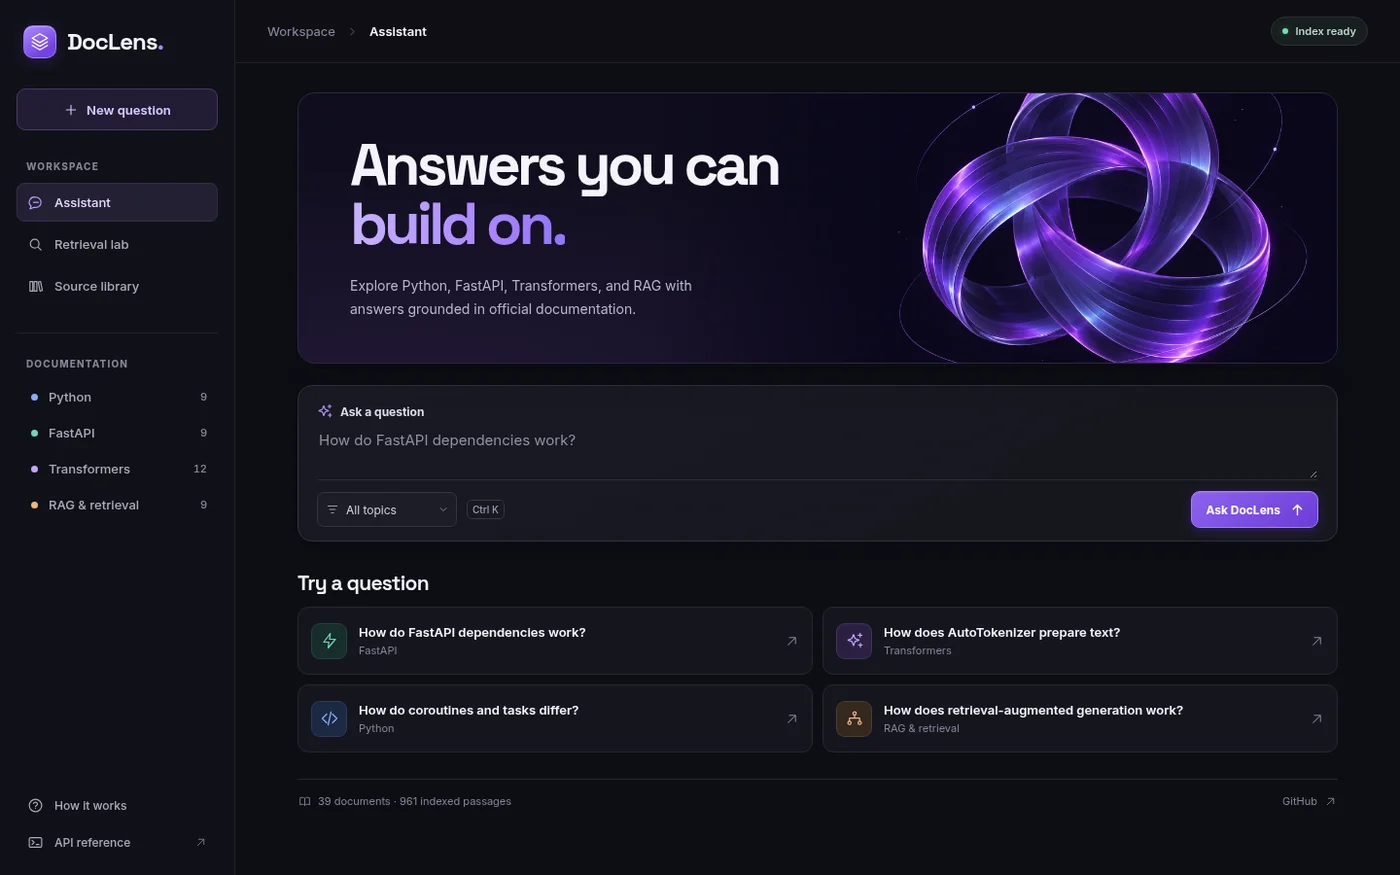 DocLens.
New question
WORKSPACE
Assistant
Retrieval lab
Source library
DOCUMENTATION
Python 9
FastAPI 9
Transformers 12
RAG & retrieval 9
How it works
API reference
Workspace Assistant
Index ready
Answers you can
build on.
Explore Python, FastAPI, Transformers, and RAG with
answers grounded in official documentation.
Ask a question
How do FastAPI dependencies work?
All topics
Ctrl K
Ask DocLens
Try a question
How do FastAPI dependencies work?
FastAPI
How does AutoTokenizer prepare text?
Transformers
How do coroutines and tasks differ?
Python
How does retrieval-augmented generation work?
RAG & retrieval
39 documents · 961 indexed passages
GitHub